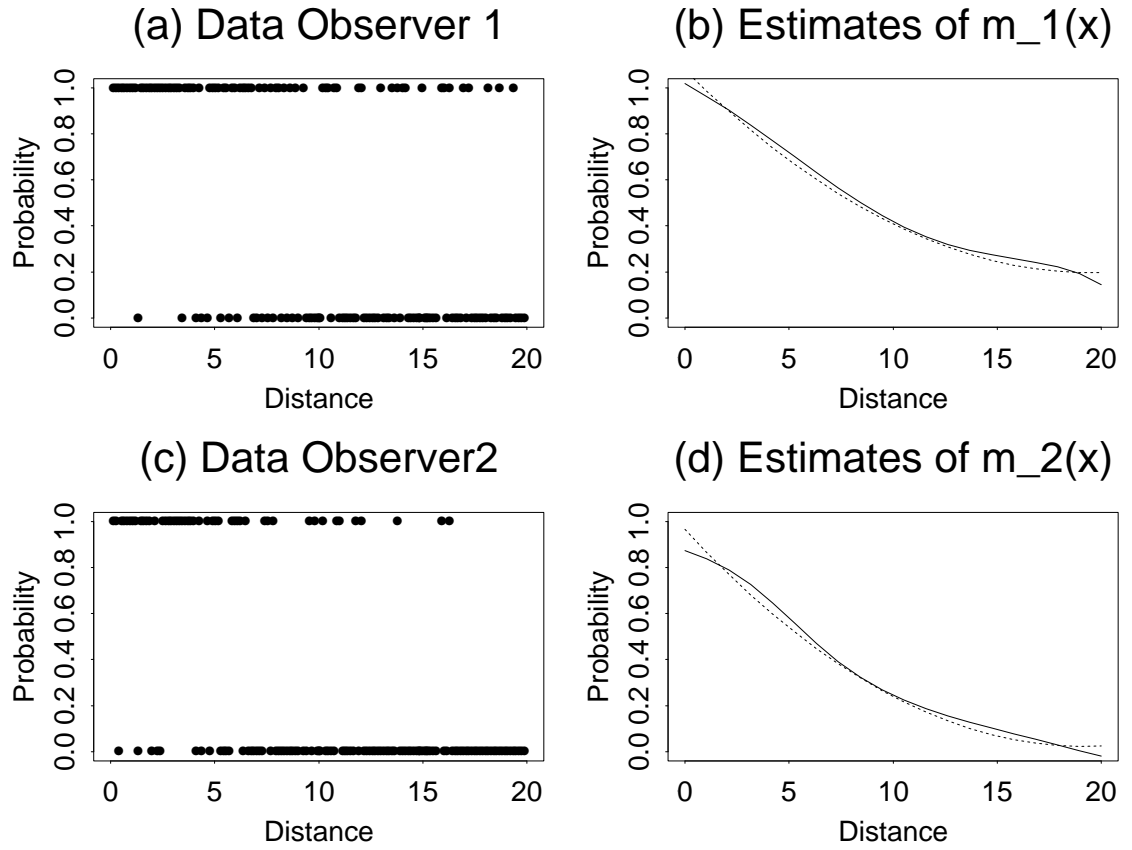 (a) Data Observer 1
Probability
0.0 0.2 0.4 0.6 0.8 1.0
0 5 10 15 20
Distance
(b) Estimates of m_1(x)
Probability
0.0 0.2 0.4 0.6 0.8 1.0
0 5 10 15 20
Distance
(c) Data Observer2
Probability
0.0 0.2 0.4 0.6 0.8 1.0
0 5 10 15 20
Distance
(d) Estimates of m_2(x)
Probability
0.0 0.2 0.4 0.6 0.8 1.0
0 5 10 15 20
Distance